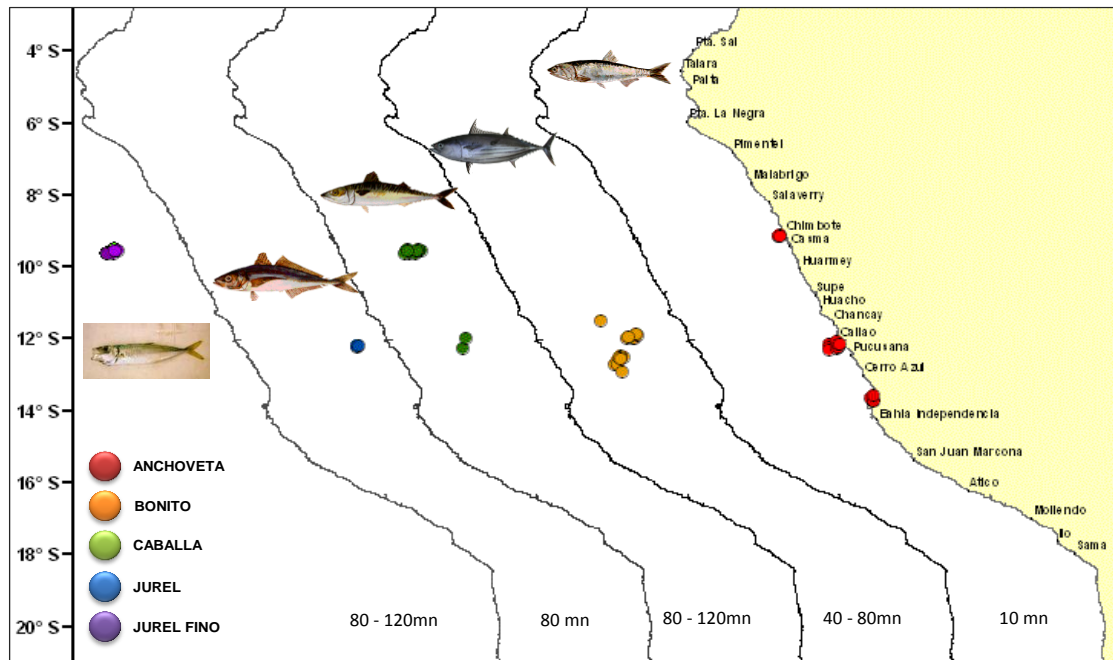 4° S
6° S
8° S
10° S
12° S
14° S
16° S
18° S
20° S
Pta. Sal
Talara
Paita
Pta. La Negra
Pimentel
Malabrigo
Salaverry
Chimbote
Casma
Huarmey
Supe
Huacho
Chancay
Callao
Pucusana
Cerro Azul
Bahia Independencia
San Juan Marcona
Atico
Mollendo
Ilo
Sama
ANCHOVETA
BONITO
CABALLA
JUREL
JUREL FINO
80 - 120mn
80 mn
80 - 120mn
40 - 80mn
10 mn